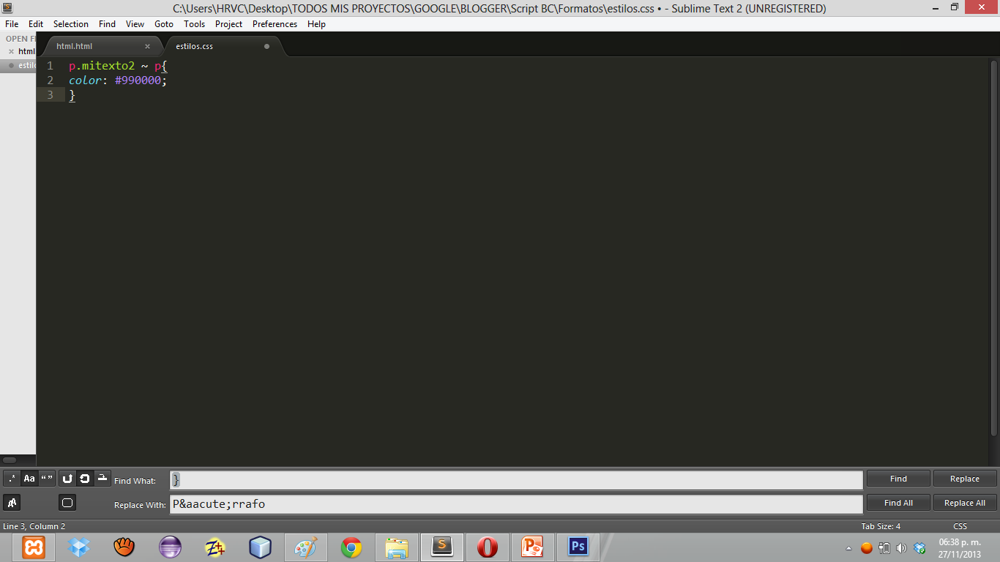 C:\Users\HRVC\Desktop\TODOS MIS PROYECTOS\GOOGLE\BLOGGER\Script BC\Formatos\estilos.css • - Sublime Text 2 (UNREGISTERED)
File Edit Selection Find View Goto Tools Project Preferences Help
OPEN FI
html
estilo
html.html
estilos.css
1 p.mitexto2 ~ p{
2 color: #990000;
3 }
.* Aa “” Find What: } Find Replace
Replace With: P&aacute;rrafo Find All Replace All
Line 3, Column 2 Tab Size: 4 CSS
Ps
06:38 p. m.
27/11/2013